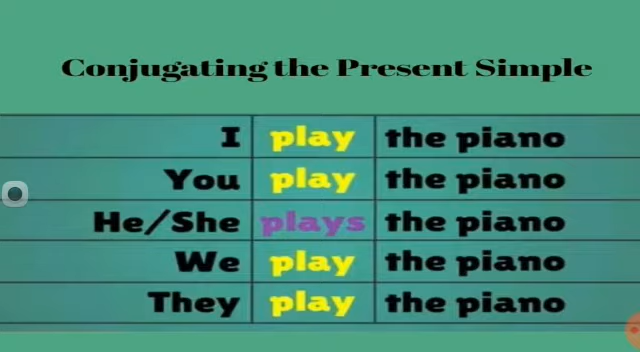 Conjugating the Present Simple
I play the piano
You play the piano
He/She plays the piano
We play the piano
They play the piano